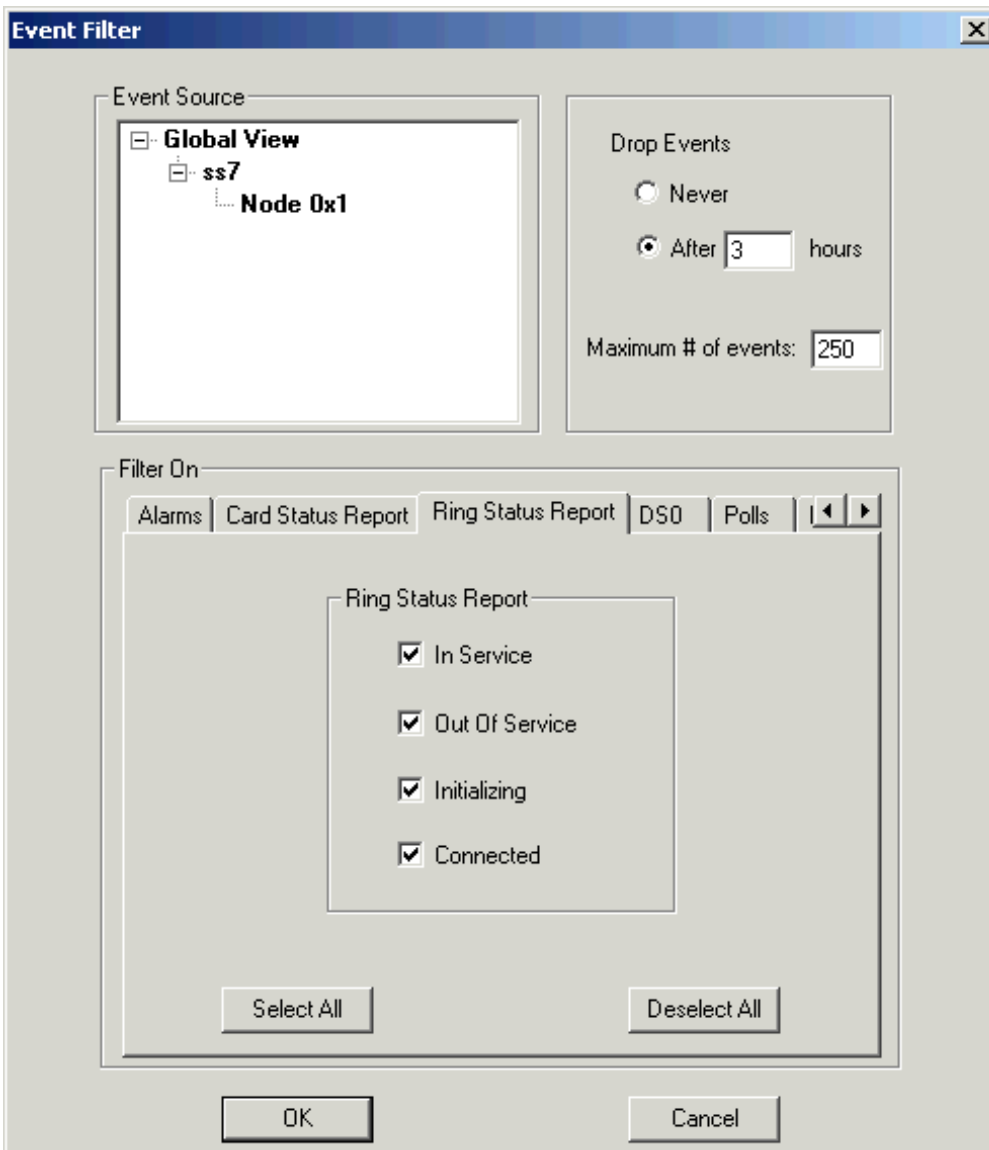 Event Filter
Event Source
Global View
ss7
Node 0x1
Drop Events
Never
After 3 hours
Maximum # of events: 250
Filter On
Alarms Card Status Report Ring Status Report DS0 Polls
Ring Status Report
In Service
Out Of Service
Initializing
Connected
Select All Deselect All
OK Cancel